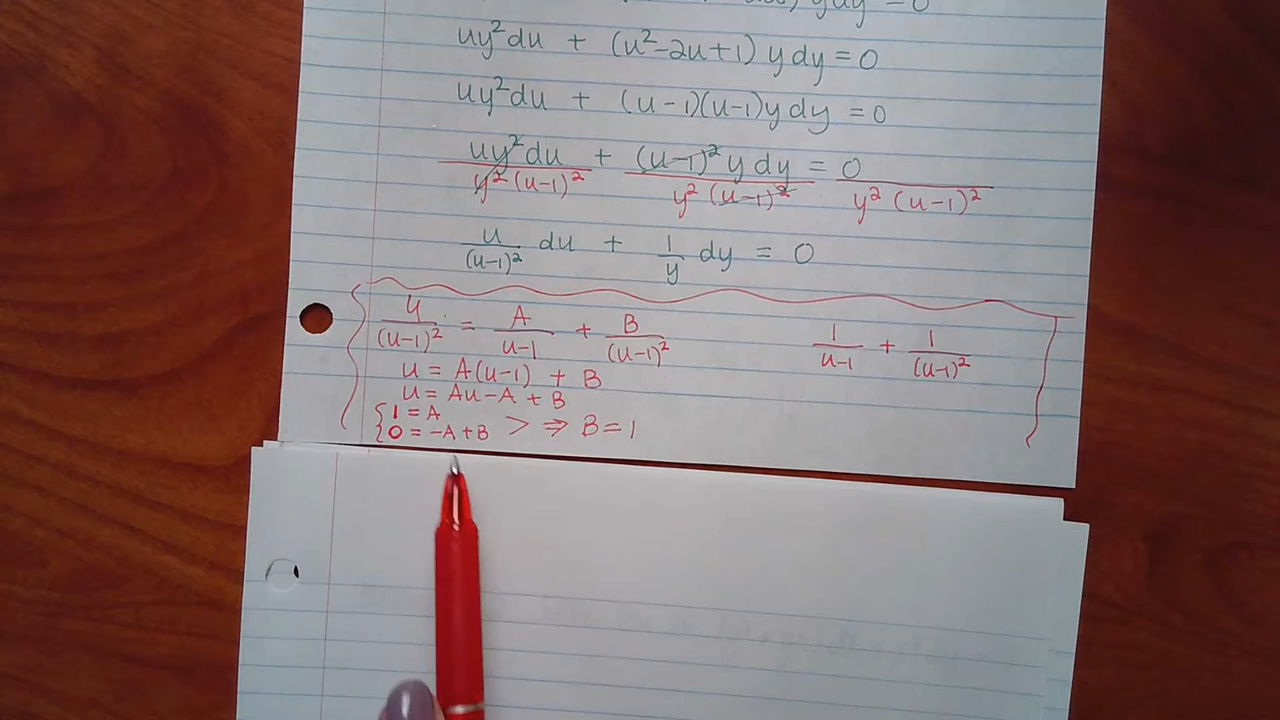 ydy = 0
uy²du + (u²-2u+1) y dy = 0
uy²du + (u-1)(u-1)y dy = 0
uy²du/y²(u-1)² + (u-1)²y dy/y²(u-1)² = 0/y²(u-1)²
u/(u-1)² du + 1/y dy = 0
u/(u-1)² = A/u-1 + B/(u-1)² 1/u-1 + 1/(u-1)²
u = A(u-1) + B
u = Au-A + B
{1 = A
{0 = -A+B > ⇒ B=1